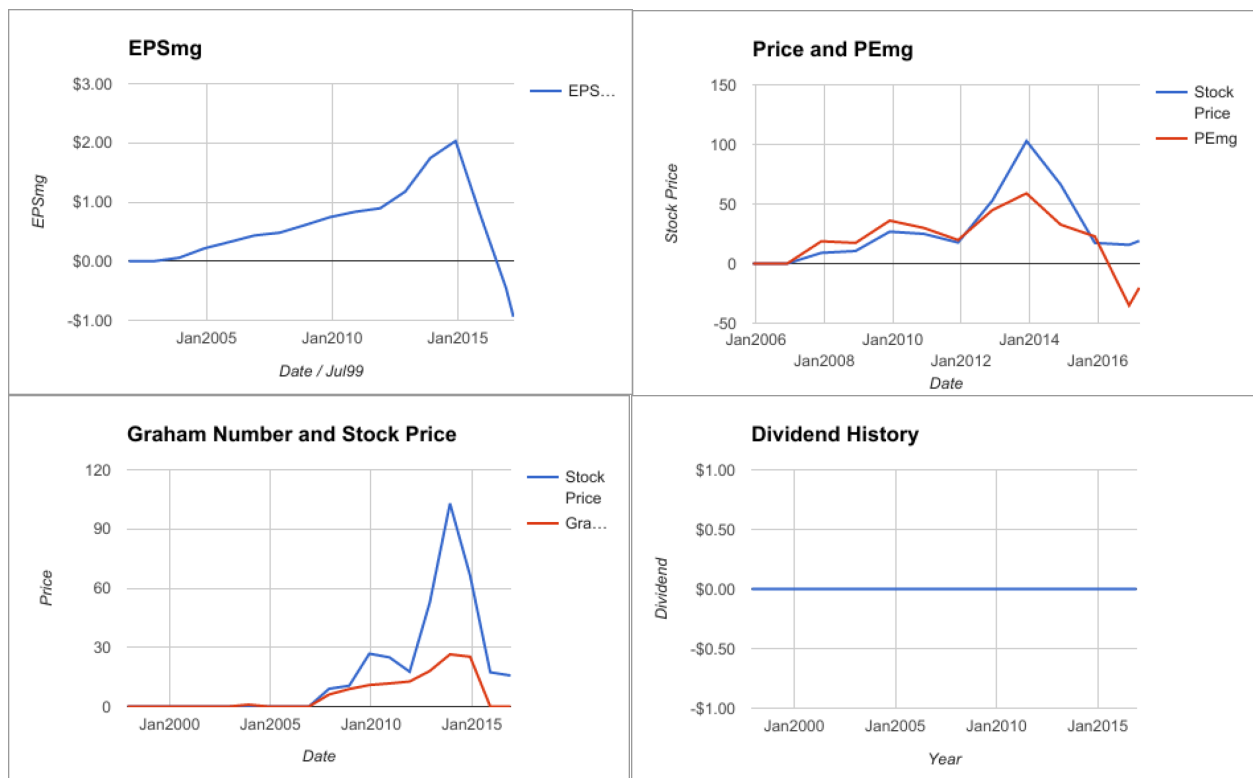 EPSmg
$3.00
$2.00
$1.00
$0.00
-$1.00
EPSmg
Jan2005
Jan2010
Jan2015
Date / Jul99
EPS…
Price and PEmg
150
100
50
0
-50
Stock Price
Jan2006
Jan2008
Jan2010
Jan2012
Jan2014
Jan2016
Date
Stock
Price
PEmg
Graham Number and Stock Price
120
90
60
30
0
Price
Jan2000
Jan2005
Jan2010
Jan2015
Date
Stock
Price
Gra…
Dividend History
$1.00
$0.50
$0.00
-$0.50
-$1.00
Dividend
Jan2000
Jan2005
Jan2010
Jan2015
Year